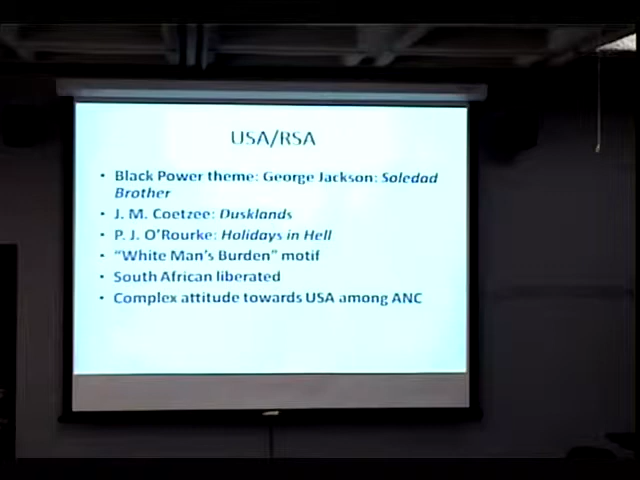 USA/RSA
• Black Power theme: George Jackson: Soledad
Brother
• J. M. Coetzee: Dusklands
• P. J. O'Rourke: Holidays in Hell
• "White Man's Burden" motif
• South African liberated
• Complex attitude towards USA among ANC